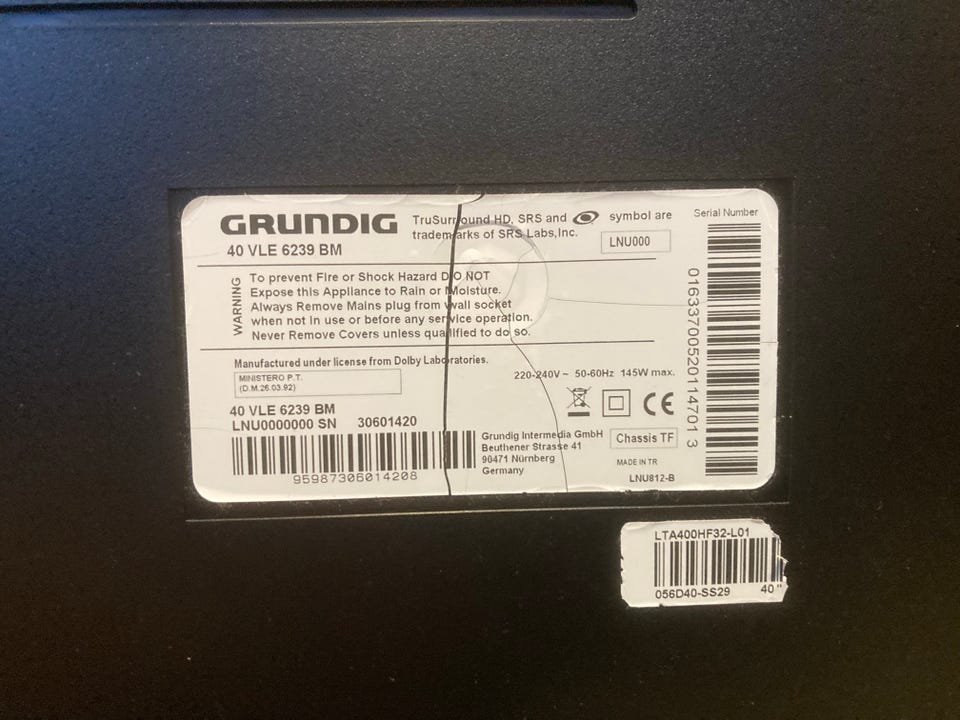 GRUNDIG
40 VLE 6239 BM
TruSurround HD, SRS and symbol are
trademarks of SRS Labs,Inc.
LNU000
Serial Number
WARNING
To prevent Fire or Shock Hazard DO NOT
Expose this Appliance to Rain or Moisture.
Always Remove Mains plug from wall socket
when not in use or before any service operation.
Never Remove Covers unless qualified to do so.
Manufactured under license from Dolby Laboratories.
MINISTERO P.T.
(D.M.26.03.92)
220-240V ~ 50-60Hz 145W max.
CE
40 VLE 6239 BM
LNU0000000 SN 30601420
95987306014208
Grundig Intermedia GmbH
Beuthener Strasse 41
90471 Nürnberg
Germany
Chassis TF
MADE IN TR
LNU812-B
01633700520114701 3
LTA400HF32-L01
056D40-SS29 40"